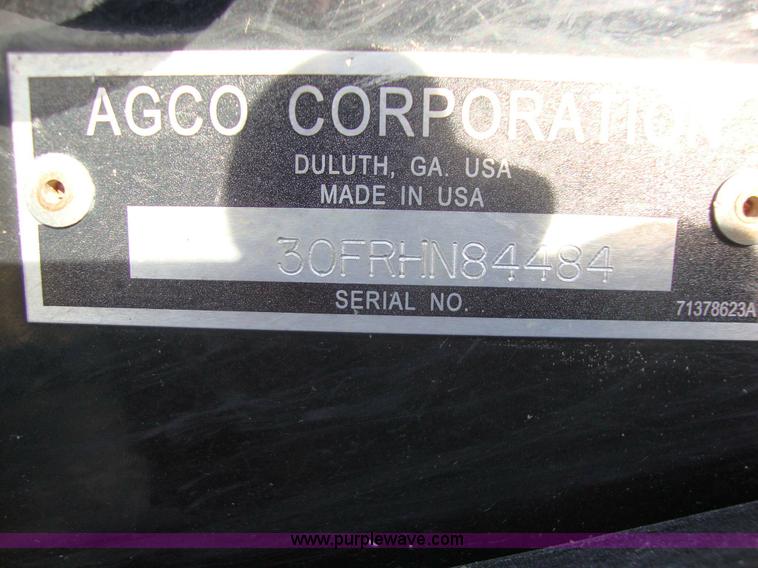 AGCO CORPORATION
DULUTH, GA. USA
MADE IN USA
30FRHN84484
SERIAL NO.
71378623A
www.purplewave.com